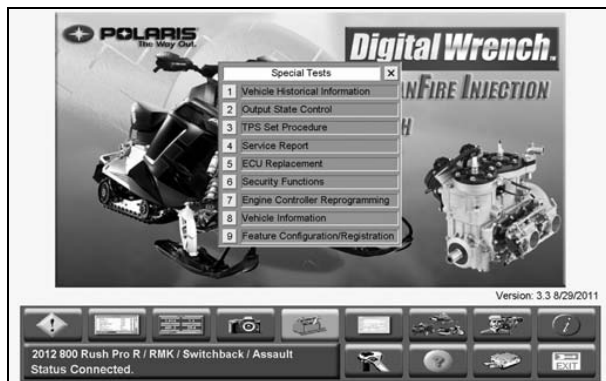 POLARIS
The Way Out.
Digital Wrench
Special Tests X
NFIRE INJECTION
H
1 Vehicle Historical Information
2 Output State Control
3 TPS Set Procedure
4 Service Report
5 ECU Replacement
6 Security Functions
7 Engine Controller Reprogramming
8 Vehicle Information
9 Feature Configuration/Registration
Version: 3.3 8/29/2011
2012 800 Rush Pro R / RMK / Switchback / Assault
Status Connected.
EXIT